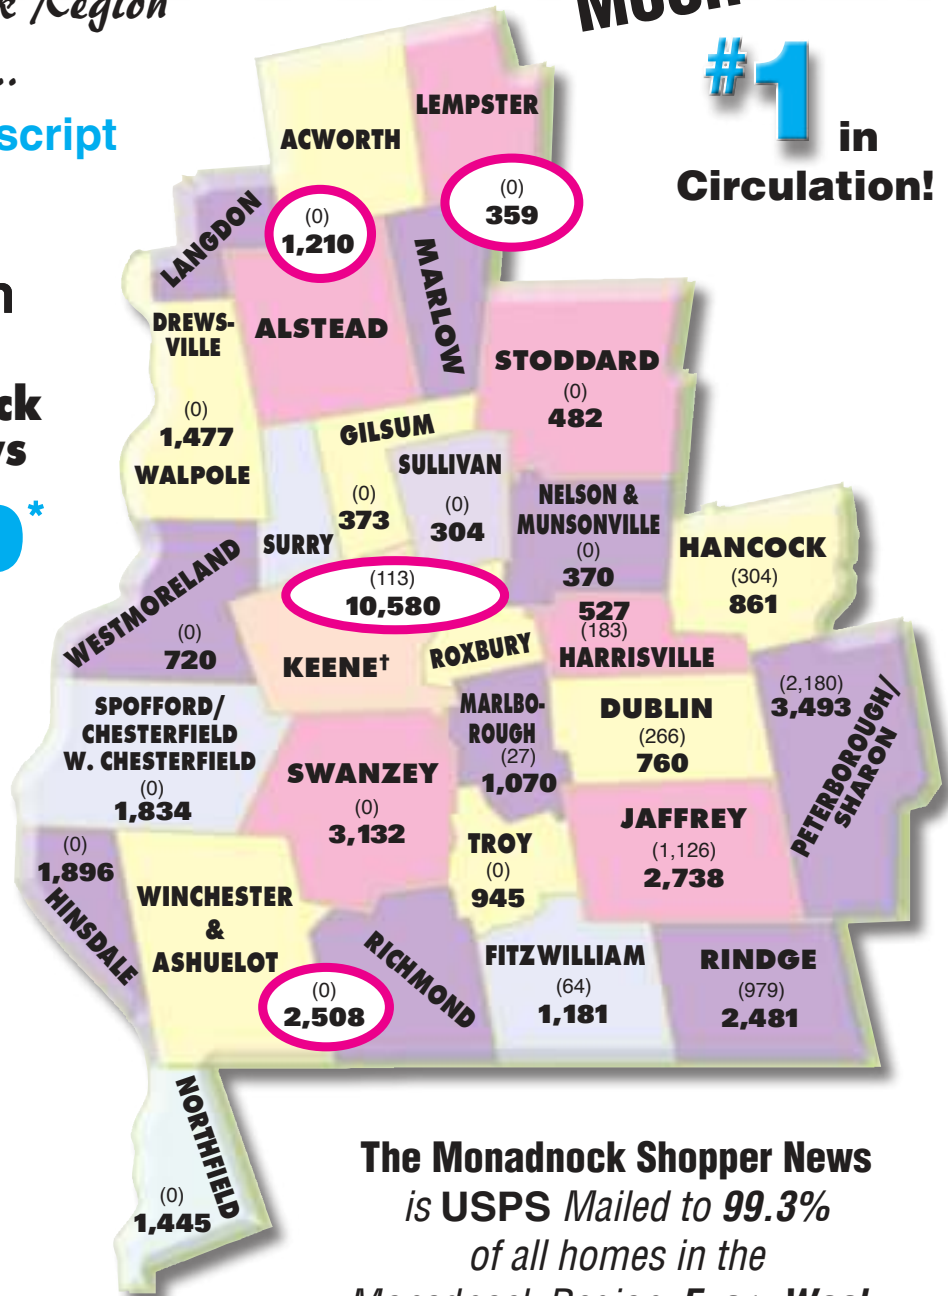 Region
#1 in
Circulation!
script
ACWORTH
LEMPSTER
(0)
359
LANGDON
(0)
1,210
MARLOW
DREWS-
VILLE
(0)
1,477
WALPOLE
ALSTEAD
STODDARD
(0)
482
GILSUM
(0)
373
SULLIVAN
(0)
304
SURRY
NELSON &
MUNSONVILLE
(0)
370
HANCOCK
(304)
861
WESTMORELAND
(0)
720
(113)
10,580
KEENE†
ROXBURY
527
(183)
HARRISVILLE
SPOFFORD/
CHESTERFIELD
W. CHESTERFIELD
(0)
1,834
MARLBO-
ROUGH
(27)
1,070
DUBLIN
(266)
760
(2,180)
3,493
PETERBOROUGH/
SHARON
SWANZEY
(0)
3,132
TROY
(0)
945
JAFFREY
(1,126)
2,738
(0)
1,896
HINSDALE
WINCHESTER
&
ASHUELOT
(0)
2,508
RICHMOND
FITZWILLIAM
(64)
1,181
RINDGE
(979)
2,481
NORTHFIELD
(0)
1,445
The Monadnock Shopper News
is USPS Mailed to 99.3%
of all homes in the
Monadnock Region Every Week